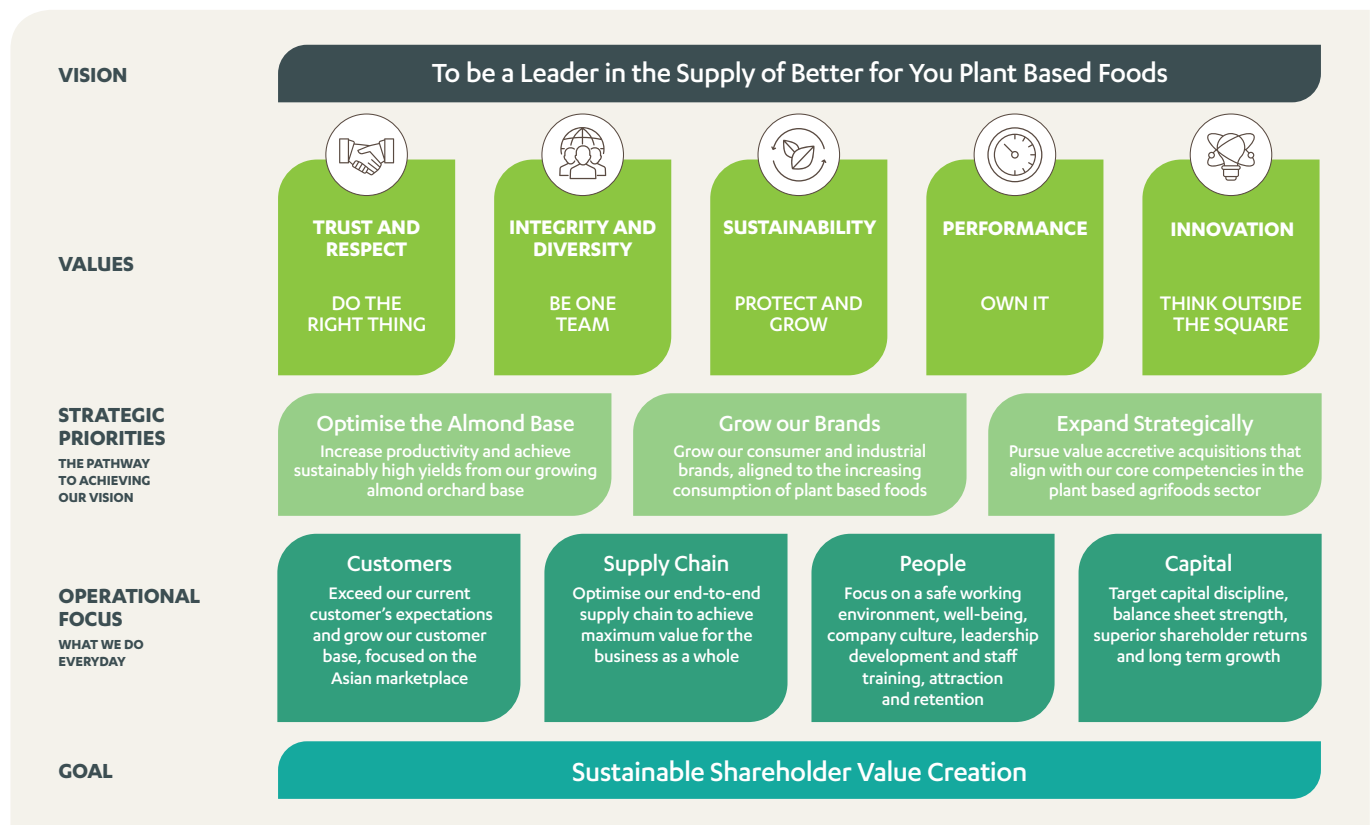 VISION
To be a Leader in the Supply of Better for You Plant Based Foods
VALUES
TRUST AND
RESPECT
DO THE
RIGHT THING
INTEGRITY AND
DIVERSITY
BE ONE
TEAM
SUSTAINABILITY
PROTECT AND
GROW
PERFORMANCE
OWN IT
INNOVATION
THINK OUTSIDE
THE SQUARE
STRATEGIC
PRIORITIES
THE PATHWAY
TO ACHIEVING
OUR VISION
Optimise the Almond Base
Increase productivity and achieve
sustainably high yields from our growing
almond orchard base
Grow our Brands
Grow our consumer and industrial
brands, aligned to the increasing
consumption of plant based foods
Expand Strategically
Pursue value accretive acquisitions that
align with our core competencies in the
plant based agrifoods sector
OPERATIONAL
FOCUS
WHAT WE DO
EVERYDAY
Customers
Exceed our current
customer’s expectations
and grow our customer
base, focused on the
Asian marketplace
Supply Chain
Optimise our end-to-end
supply chain to achieve
maximum value for the
business as a whole
People
Focus on a safe working
environment, well-being,
company culture, leadership
development and staff
training, attraction
and retention
Capital
Target capital discipline,
balance sheet strength,
superior shareholder returns
and long term growth
GOAL
Sustainable Shareholder Value Creation